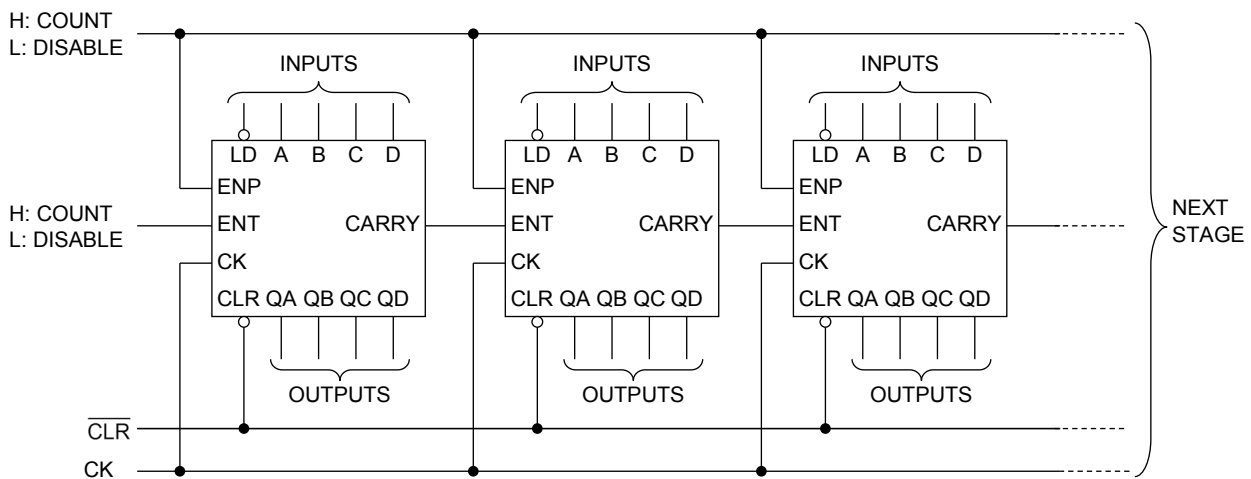 H: COUNT
L: DISABLE
INPUTS
INPUTS
INPUTS
LD A B C D
LD A B C D
LD A B C D
ENP
ENP
ENP
H: COUNT
L: DISABLE
ENT CARRY
ENT CARRY
ENT CARRY
NEXT
STAGE
CK
CK
CK
CLR QA QB QC QD
CLR QA QB QC QD
CLR QA QB QC QD
OUTPUTS
OUTPUTS
OUTPUTS
CLR
CK